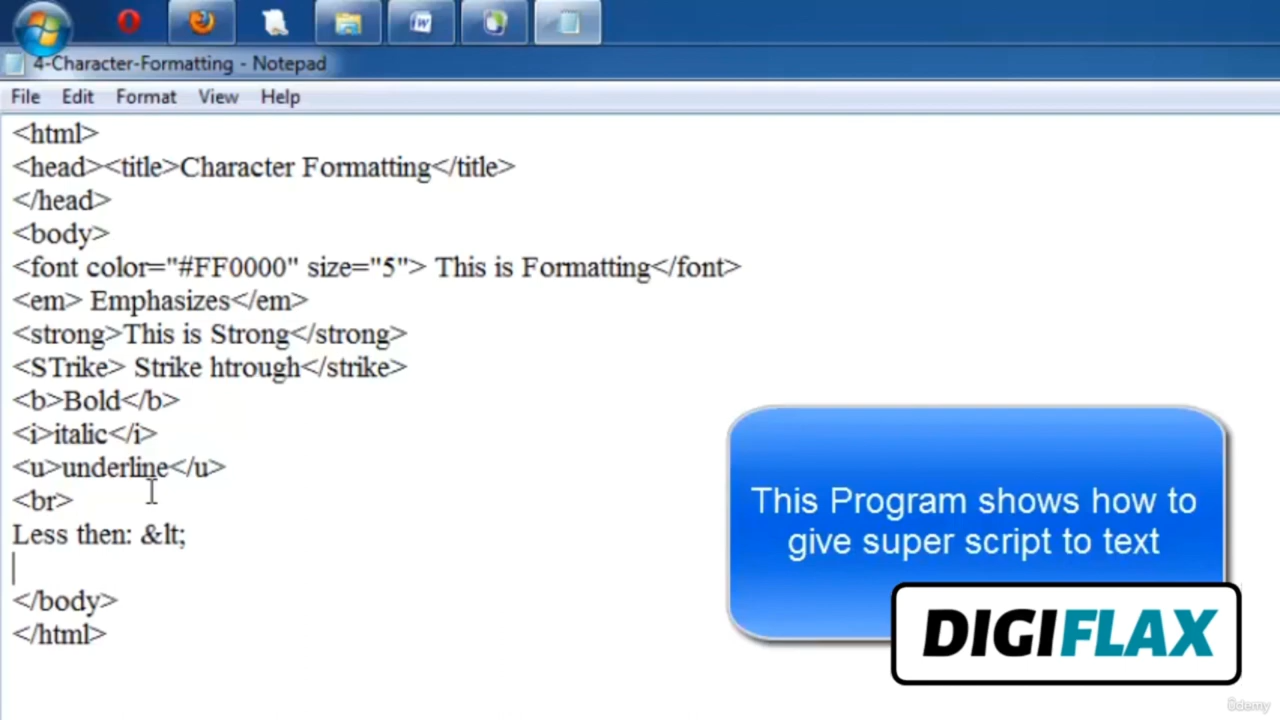 4-Character-Formatting - Notepad
File Edit Format View Help
<html>
<head><title>Character Formatting</title>
</head>
<body>
<font color="#FF0000" size="5"> This is Formatting</font>
<em> Emphasizes</em>
<strong>This is Strong</strong>
<STrike> Strike htrough</strike>
<b>Bold</b>
<i>italic</i>
<u>underline</u>
<br>
Less then: &lt;
</body>
</html>
This Program shows how to
give super script to text
DIGIFLAX
ûdemy